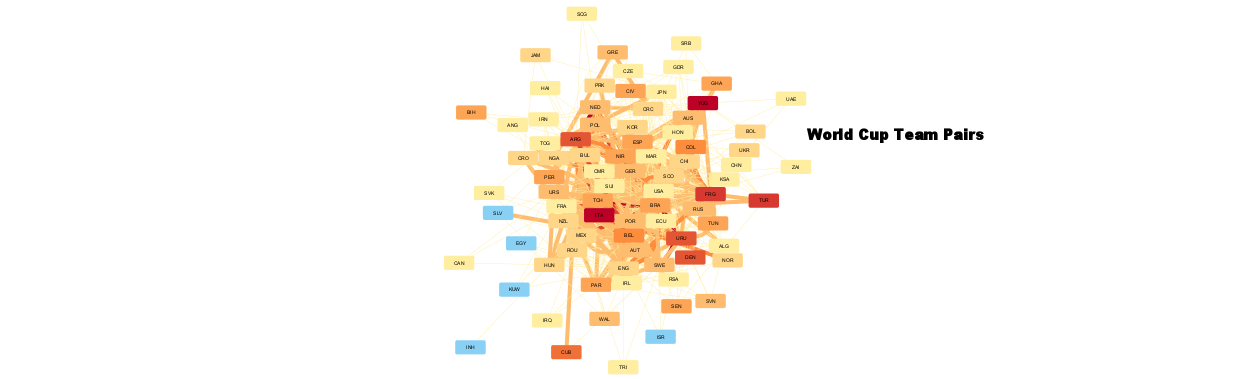 SCG
SRB
GRE
JAM
GDR
CZE
GHA
PRK
HAI
CIV
JPN
UAE
NED
CRC
BIH
AUS
IRN
ANG
POL
KOR
HON
BOL
World Cup Team Pairs
ARG
ESP
TOG
COL
UKR
CRO
NGA
BUL
NIR
MAR
CHI
CHN
ZAI
CMR
GER
PER
SCO
KSA
SUI
URS
USA
SVK
TCH
TUR
FRA
BRA
RUS
SLV
NZL
POR
ECU
TUN
MEX
BEL
URU
EGY
ALG
ROU
AUT
DEN
NOR
CAN
HUN
ENG
SWE
IRL
RSA
PAR
KUW
SVN
SEN
IRQ
WAL
ISR
INH
CUB
TRI